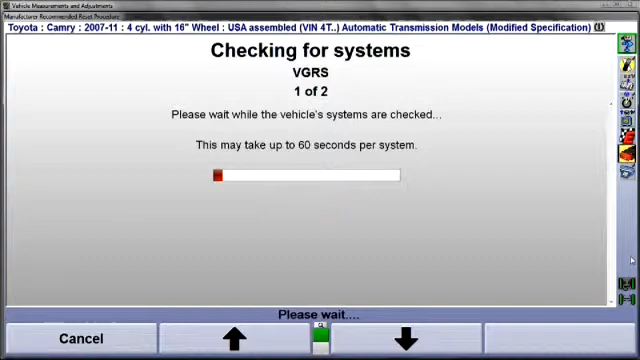 Vehicle Measurements and Adjustments
Manufacturer Recommended Reset Procedure
Toyota : Camry : 2007-11 : 4 cyl. with 16" Wheel : USA assembled (VIN 4T..) Automatic Transmission Models (Modified Specification)
Checking for systems
VGRS
1 of 2
Please wait while the vehicle's systems are checked...
This may take up to 60 seconds per system.
Please wait....
Cancel